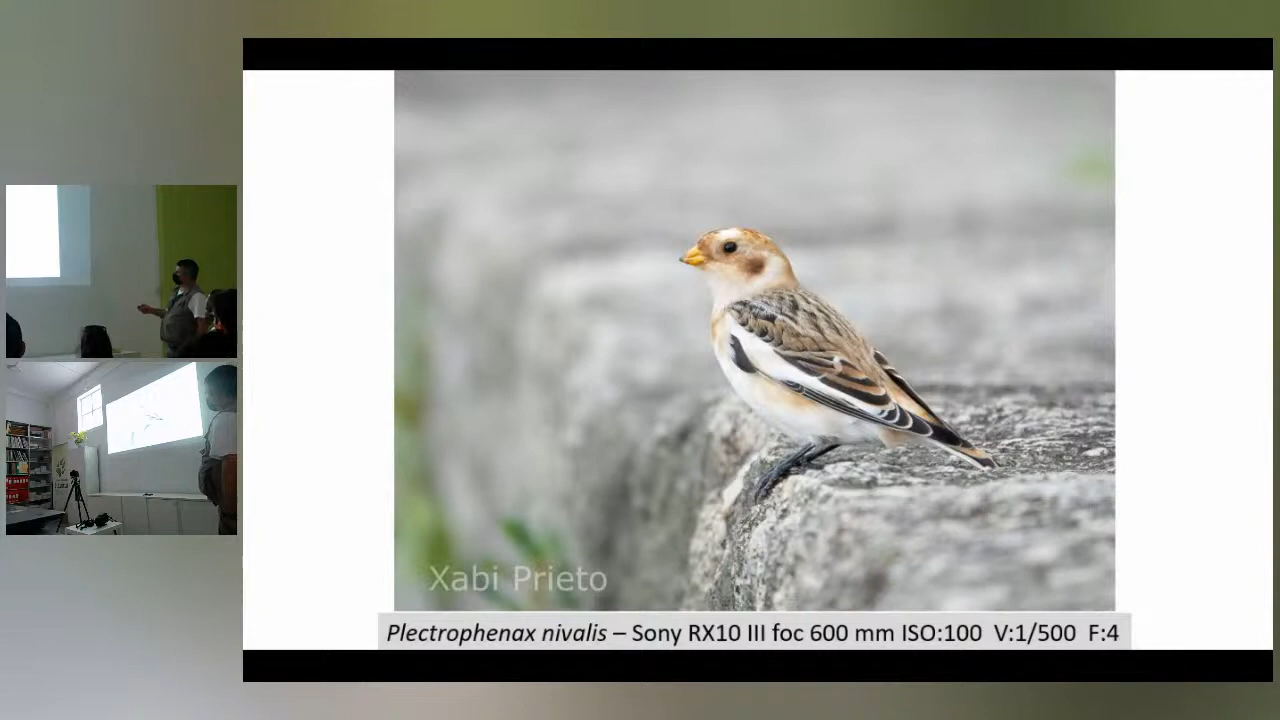 Xabi Prieto
Plectrophenax nivalis – Sony RX10 III foc 600 mm ISO:100 V:1/500 F:4